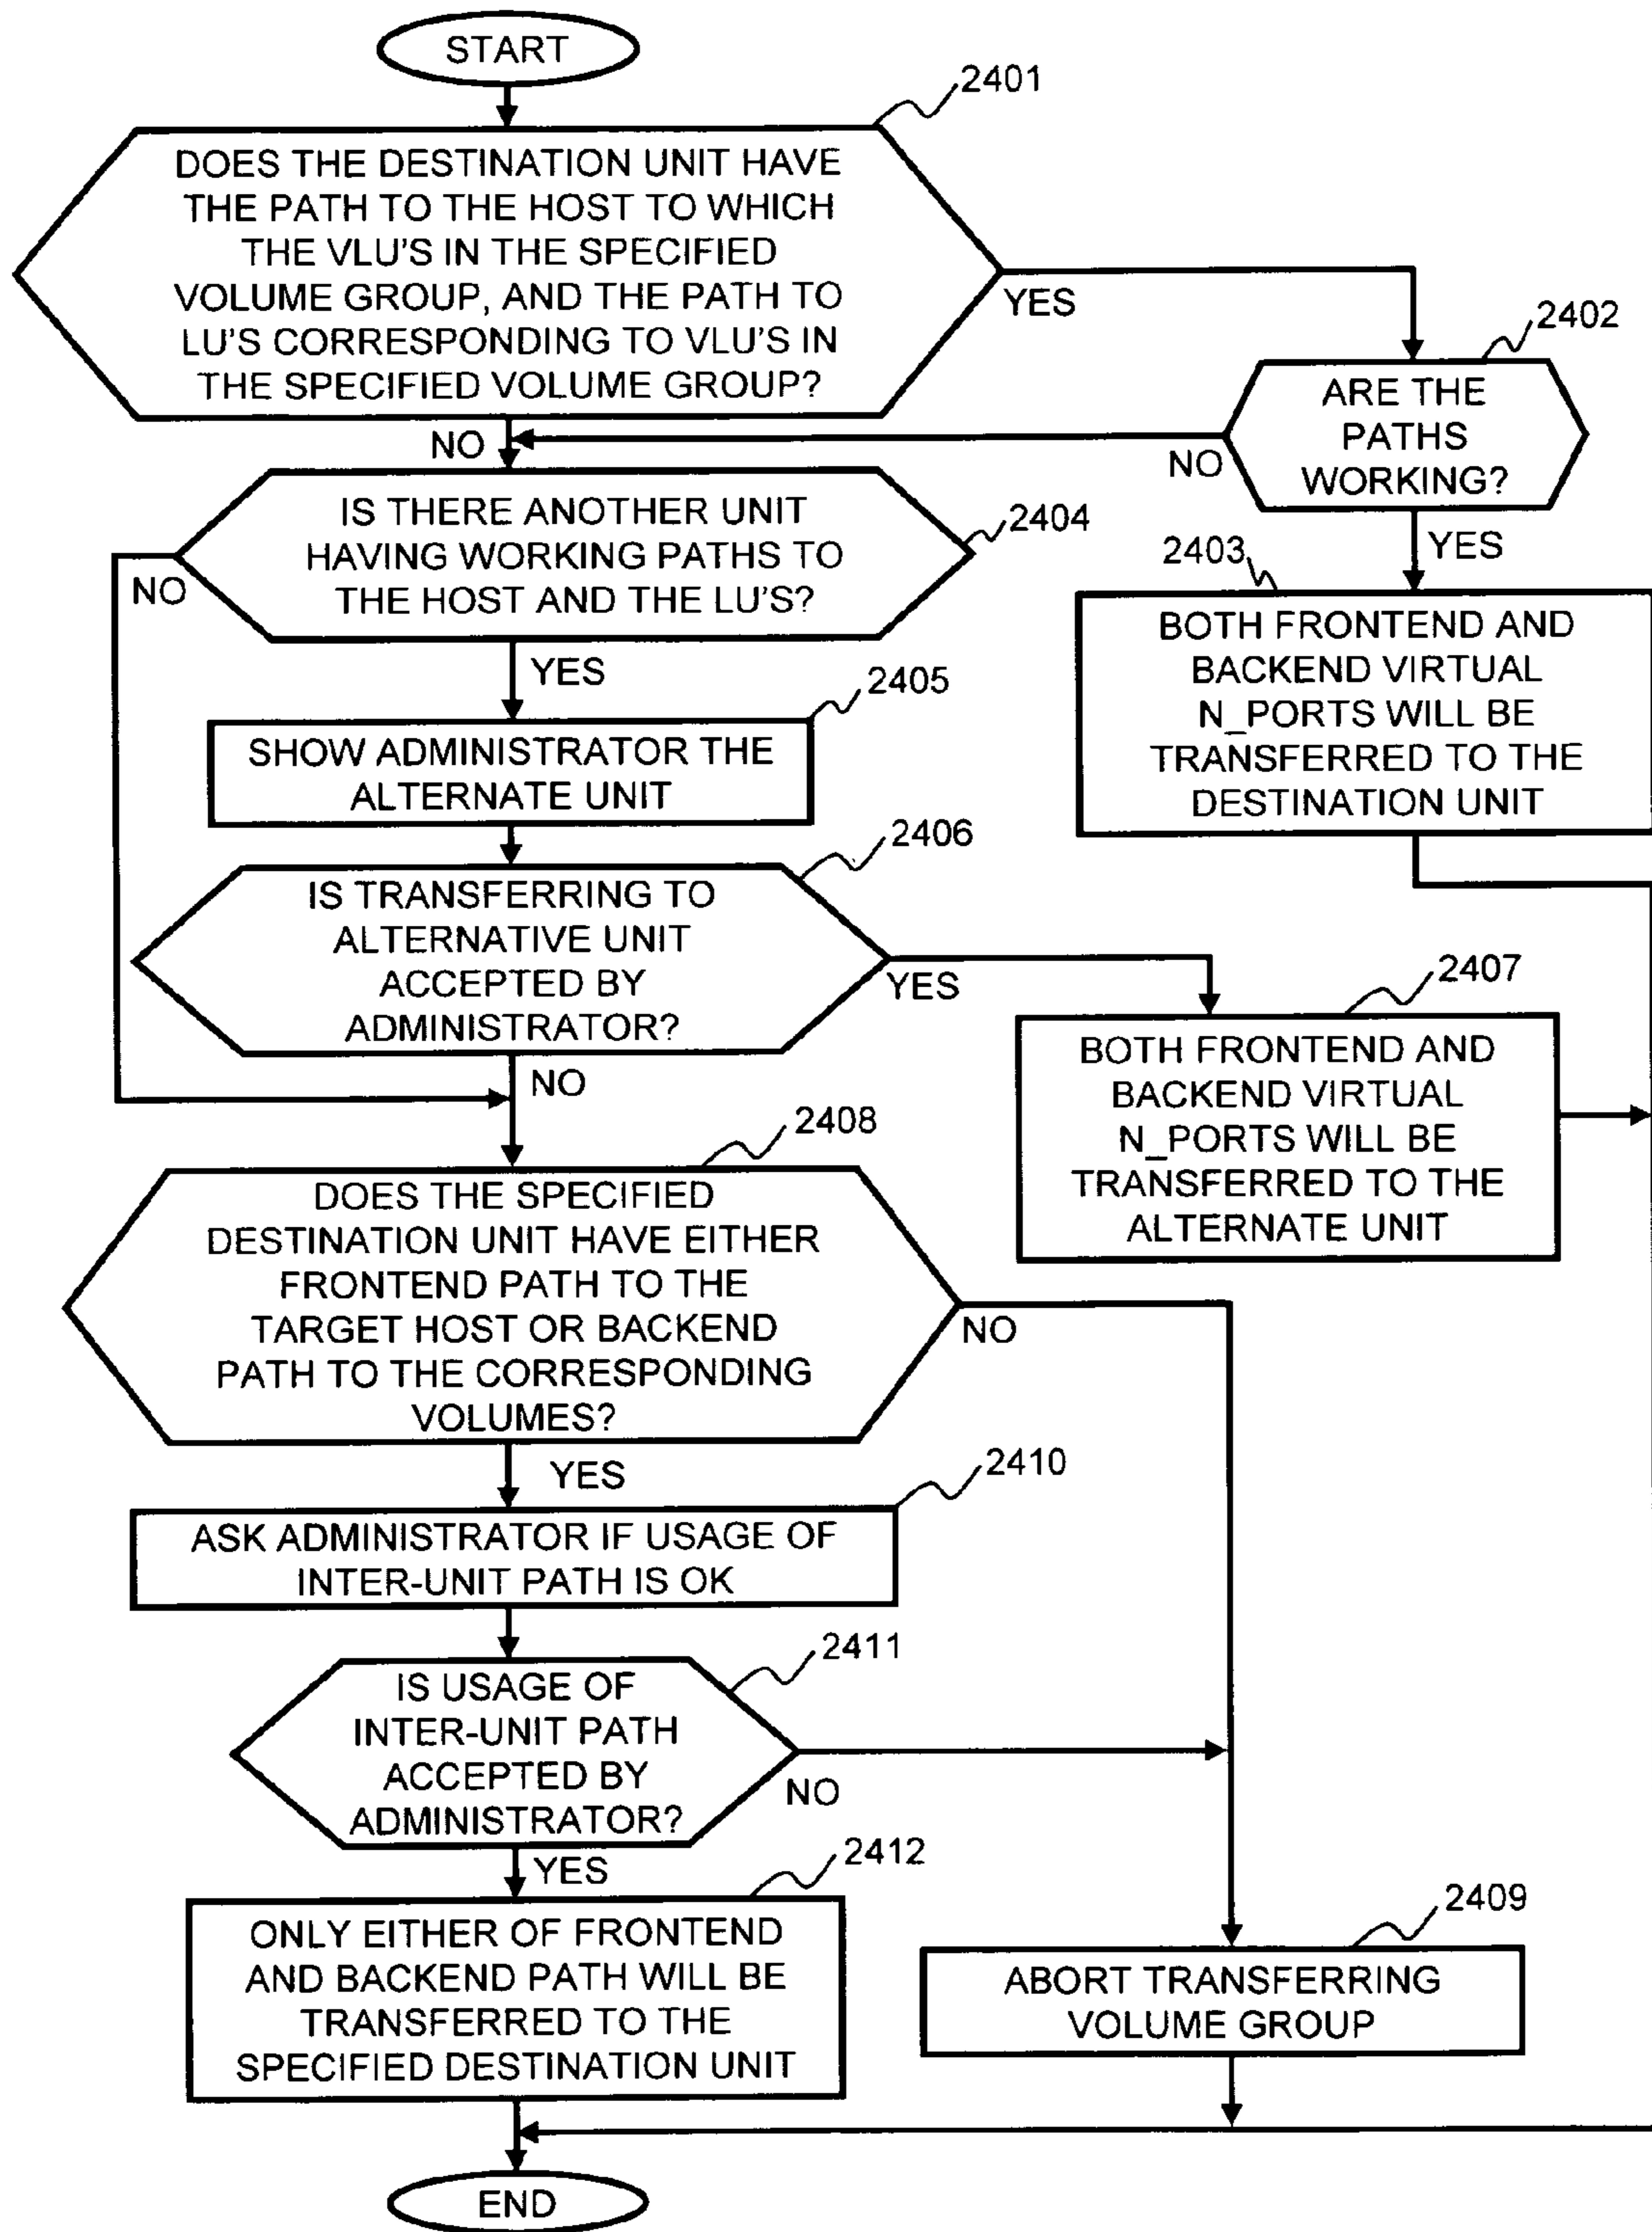 START
2401
DOES THE DESTINATION UNIT HAVE
THE PATH TO THE HOST TO WHICH
THE VLU'S IN THE SPECIFIED
VOLUME GROUP, AND THE PATH TO
LU'S CORRESPONDING TO VLU'S IN
THE SPECIFIED VOLUME GROUP?
YES
NO
2402
ARE THE
PATHS
WORKING?
NO
YES
2403
BOTH FRONTEND AND
BACKEND VIRTUAL
N_PORTS WILL BE
TRANSFERRED TO THE
DESTINATION UNIT
2404
IS THERE ANOTHER UNIT
HAVING WORKING PATHS TO
THE HOST AND THE LU'S?
NO
YES
2405
SHOW ADMINISTRATOR THE
ALTERNATE UNIT
2406
IS TRANSFERRING TO
ALTERNATIVE UNIT
ACCEPTED BY
ADMINISTRATOR?
YES
NO
2407
BOTH FRONTEND AND
BACKEND VIRTUAL
N_PORTS WILL BE
TRANSFERRED TO THE
ALTERNATE UNIT
2408
DOES THE SPECIFIED
DESTINATION UNIT HAVE EITHER
FRONTEND PATH TO THE
TARGET HOST OR BACKEND
PATH TO THE CORRESPONDING
VOLUMES?
NO
YES
2410
ASK ADMINISTRATOR IF USAGE OF
INTER-UNIT PATH IS OK
2411
IS USAGE OF
INTER-UNIT PATH
ACCEPTED BY
ADMINISTRATOR?
NO
YES
2412
ONLY EITHER OF FRONTEND
AND BACKEND PATH WILL BE
TRANSFERRED TO THE
SPECIFIED DESTINATION UNIT
2409
ABORT TRANSFERRING
VOLUME GROUP
END